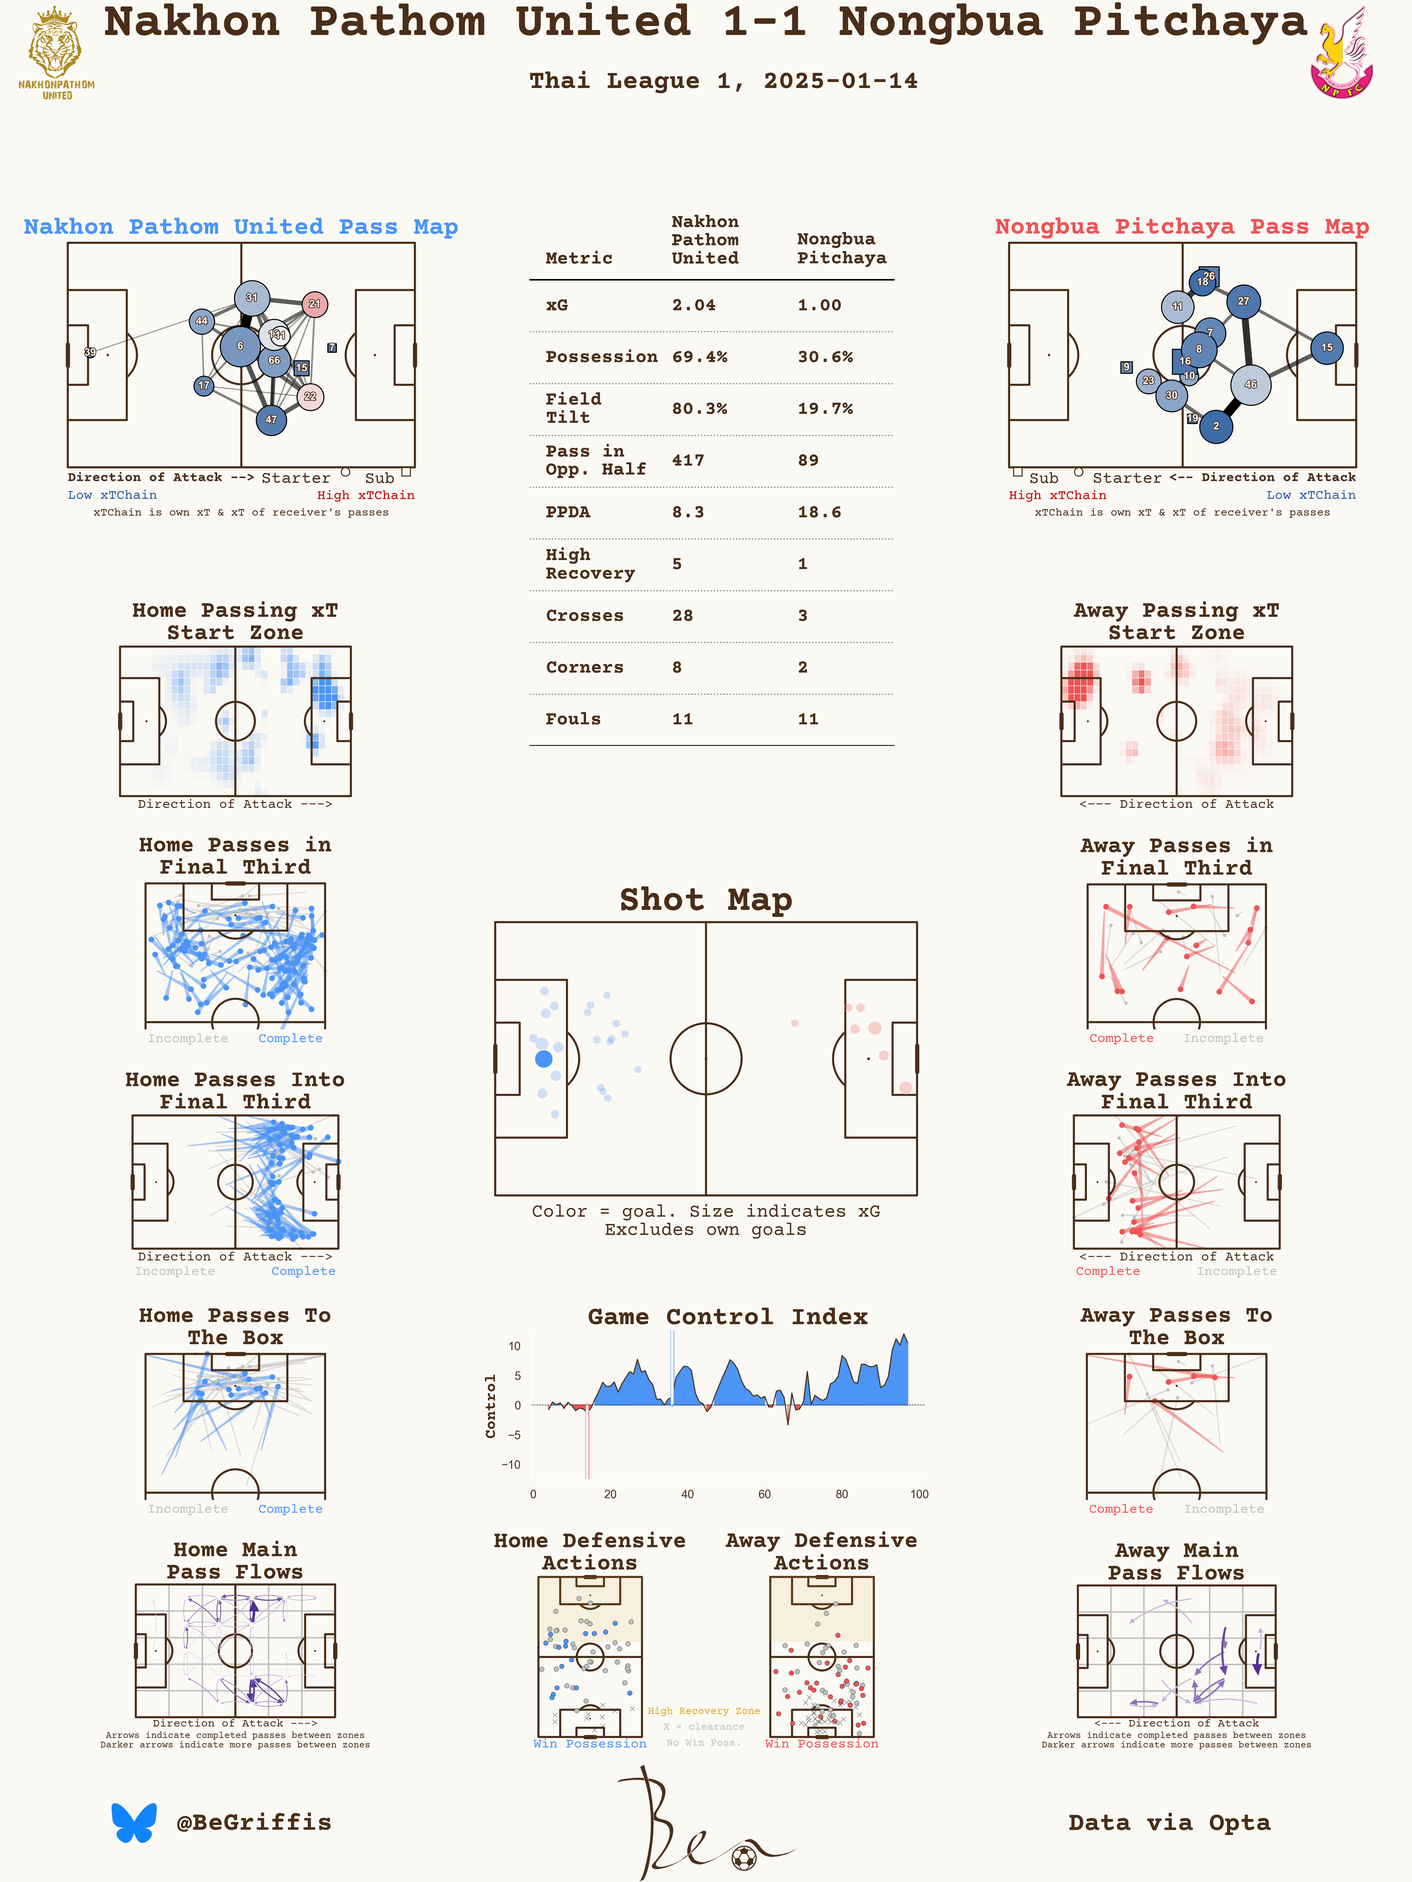 Nakhon Pathom United 1-1 Nongbua Pitchaya
NAKHONPATHOM
UNITED
NPFC
Thai League 1, 2025-01-14
Nakhon Pathom United Pass Map
31
21
44
6
11
66
39
7
15
17
22
47
Direction of Attack --> Starter Sub
Low xTChain High xTChain
xTChain is own xT & xT of receiver's passes
Metric Nakhon Pathom United Nongbua Pitchaya
xG 2.04 1.00
Possession 69.4% 30.6%
Field Tilt 80.3% 19.7%
Pass in Opp. Half 417 89
PPDA 8.3 18.6
High Recovery 5 1
Crosses 28 3
Corners 8 2
Fouls 11 11
Nongbua Pitchaya Pass Map
26
18
11
27
7
8
15
16
9
10
23
46
30
19
2
Sub Starter <-- Direction of Attack
High xTChain Low xTChain
xTChain is own xT & xT of receiver's passes
Home Passing xT
Start Zone
Direction of Attack --->
Away Passing xT
Start Zone
<--- Direction of Attack
Home Passes in
Final Third
Incomplete Complete
Away Passes in
Final Third
Complete Incomplete
Shot Map
Color = goal. Size indicates xG
Excludes own goals
Home Passes Into
Final Third
Direction of Attack --->
Incomplete Complete
Away Passes Into
Final Third
<--- Direction of Attack
Complete Incomplete
Home Passes To
The Box
Incomplete Complete
Game Control Index
Control
10
5
0
−5
−10
0 20 40 60 80 100
Away Passes To
The Box
Complete Incomplete
Home Main
Pass Flows
Direction of Attack --->
Arrows indicate completed passes between zones
Darker arrows indicate more passes between zones
Home Defensive
Actions
Win Possession
Away Defensive
Actions
Win Possession
High Recovery Zone
X = clearance
No Win Poss.
Away Main
Pass Flows
<--- Direction of Attack
Arrows indicate completed passes between zones
Darker arrows indicate more passes between zones
@BeGriffis
Ben
Data via Opta